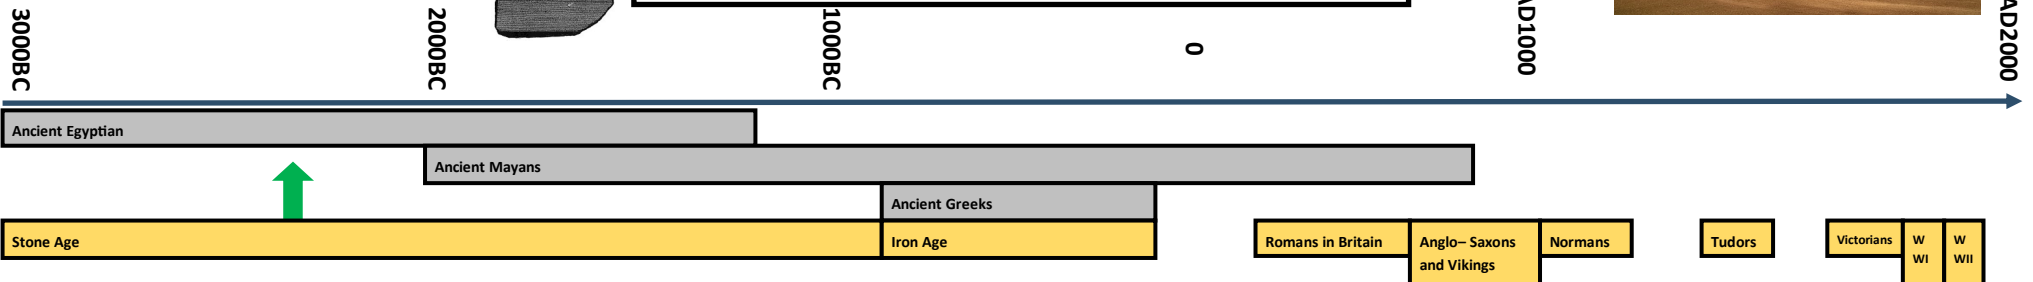 3000BC
2000BC
1000BC
0
AD1000
AD2000
Ancient Egyptian
Ancient Mayans
Ancient Greeks
Stone Age
Iron Age
Romans in Britain
Anglo– Saxons
and Vikings
Normans
Tudors
Victorians
W
WI
W
WII